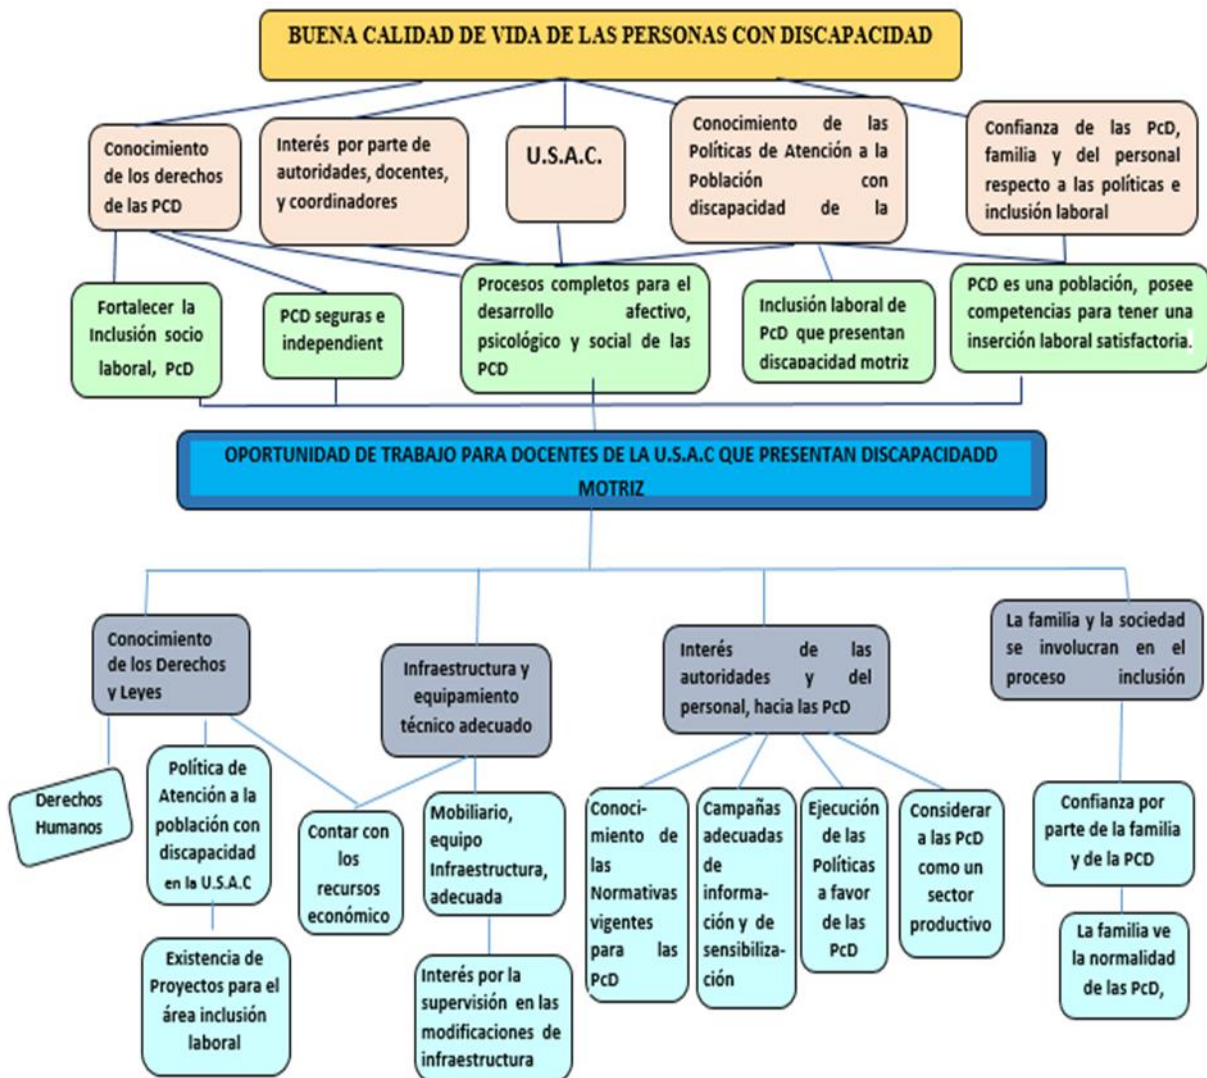 BUENA CALIDAD DE VIDA DE LAS PERSONAS CON DISCAPACIDAD
Conocimiento
de los derechos
de las PCD
Interés por parte de
autoridades, docentes,
y coordinadores
U.S.A.C.
Conocimiento de las
Políticas de Atención a la
Población con
discapacidad de la
Confianza de las PcD,
familia y del personal
respecto a las políticas e
inclusión laboral
Fortalecer la
Inclusión socio
laboral, PcD
PCD seguras e
independient
Procesos completos para el
desarrollo afectivo,
psicológico y social de las
PCD
Inclusión laboral de
PcD que presentan
discapacidad motriz
PCD es una población, posee
competencias para tener una
inserción laboral satisfactoria.
OPORTUNIDAD DE TRABAJO PARA DOCENTES DE LA U.S.A.C QUE PRESENTAN DISCAPACIDADD
MOTRIZ
Conocimiento
de los Derechos
y Leyes
Infraestructura y
equipamiento
técnico adecuado
Interés de las
autoridades y del
personal, hacia las PcD
La familia y la sociedad
se involucran en el
proceso inclusión
Derechos
Humanos
Política de
Atención a la
población con
discapacidad
en la U.S.A.C
Contar con
los
recursos
económico
Mobiliario,
equipo
Infraestructura,
adecuada
Conoci-
miento de
las
Normativas
vigentes
para las
PcD
Campañas
adecuadas
de
informa-
ción y de
sensibiliza-
ción
Ejecución
de las
Políticas
a favor
de las
PcD
Considerar
a las PcD
como un
sector
productivo
Confianza por
parte de la familia
y de la PCD
Existencia de
Proyectos para el
área inclusión
laboral
Interés por la
supervisión en las
modificaciones de
infraestructura
La familia ve
la normalidad
de las PcD,